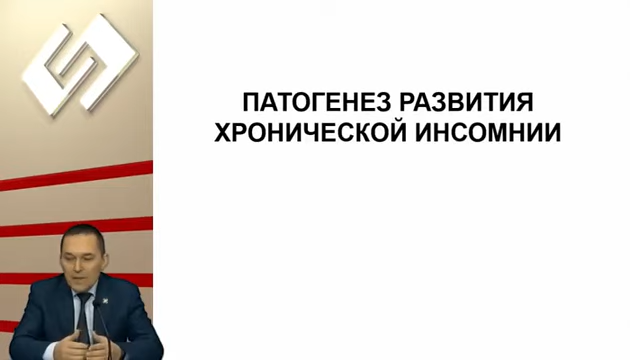 ПАТОГЕНЕЗ РАЗВИТИЯ
ХРОНИЧЕСКОЙ ИНСОМНИИ